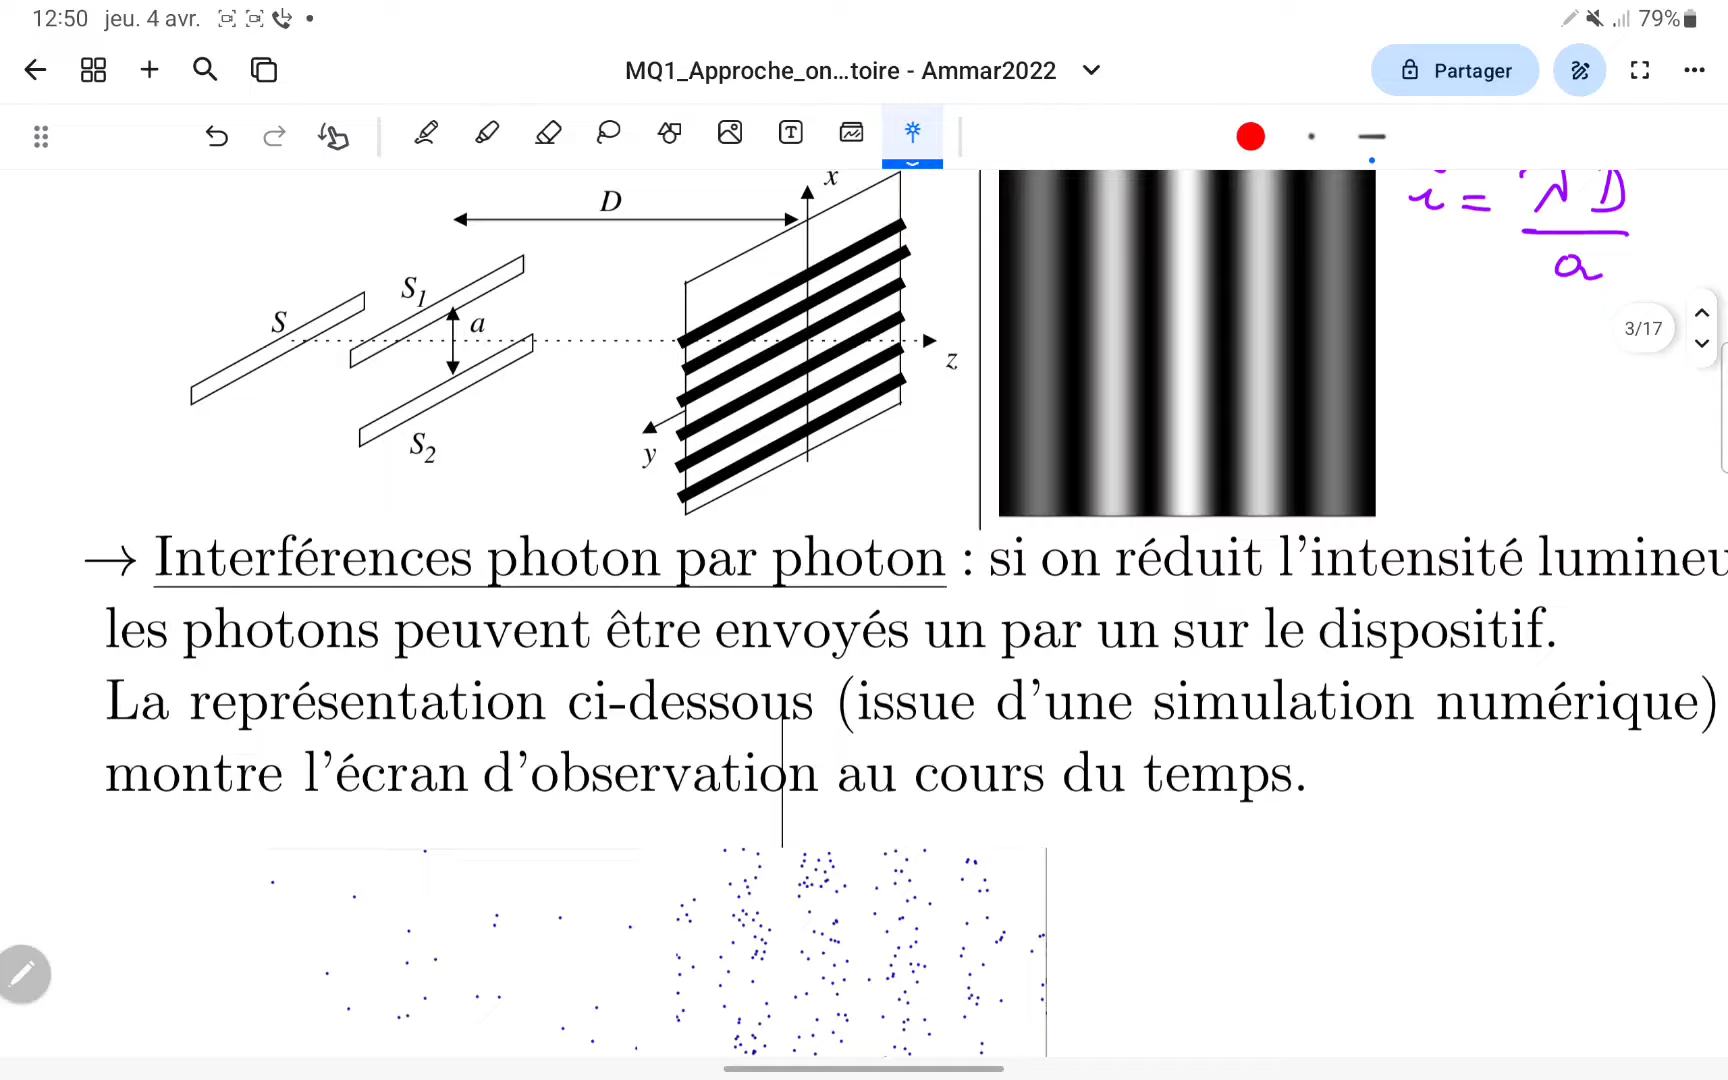 12:50 jeu. 4 avr.
79%
MQ1_Approche_on...toire - Ammar2022
Partager
x
D
i = λD
a
S1
S
a
3/17
z
S2
y
→ Interférences photon par photon : si on réduit l'intensité lumineu
les photons peuvent être envoyés un par un sur le dispositif.
La représentation ci-dessous (issue d'une simulation numérique)
montre l'écran d'observation au cours du temps.